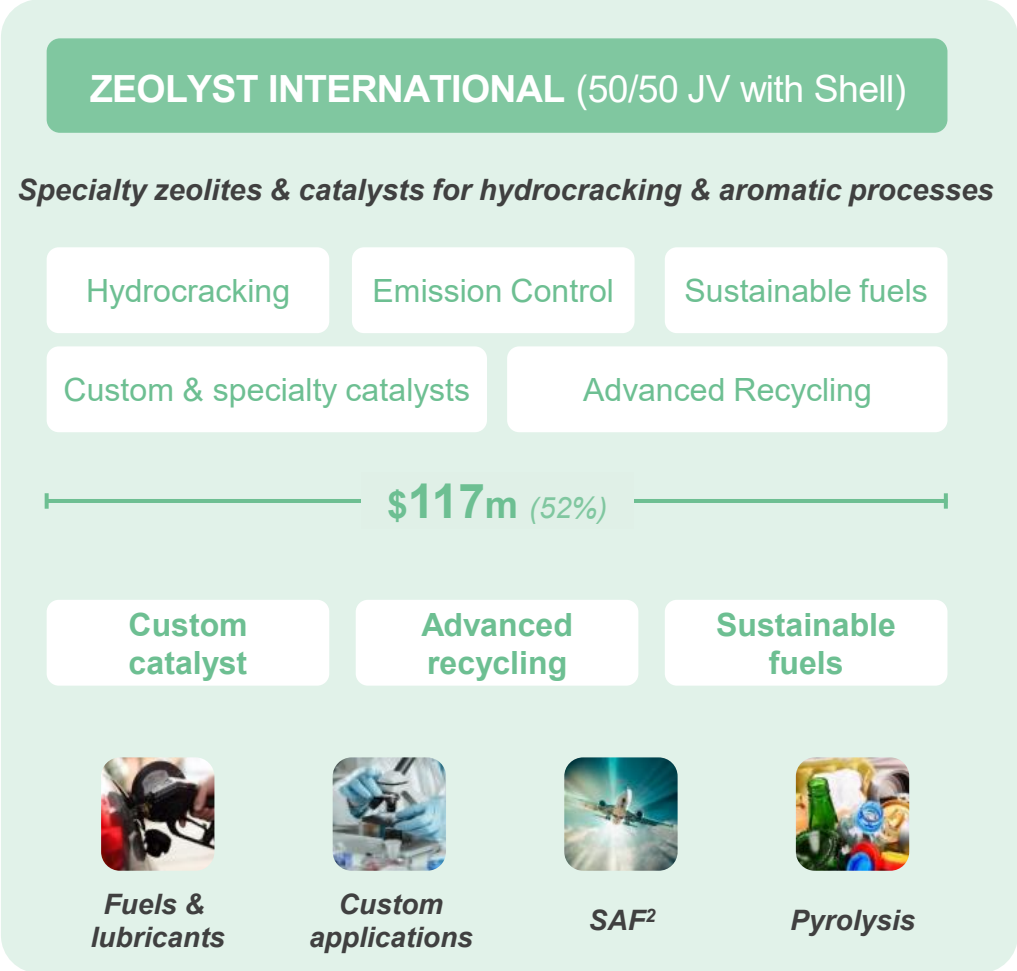 ZEOLYST INTERNATIONAL (50/50 JV with Shell)
Specialty zeolites & catalysts for hydrocracking & aromatic processes
Hydrocracking
Emission Control
Sustainable fuels
Custom & specialty catalysts
Advanced Recycling
$117m (52%)
Custom
catalyst
Advanced
recycling
Sustainable
fuels
Fuels &
lubricants
Custom
applications
SAF²
Pyrolysis